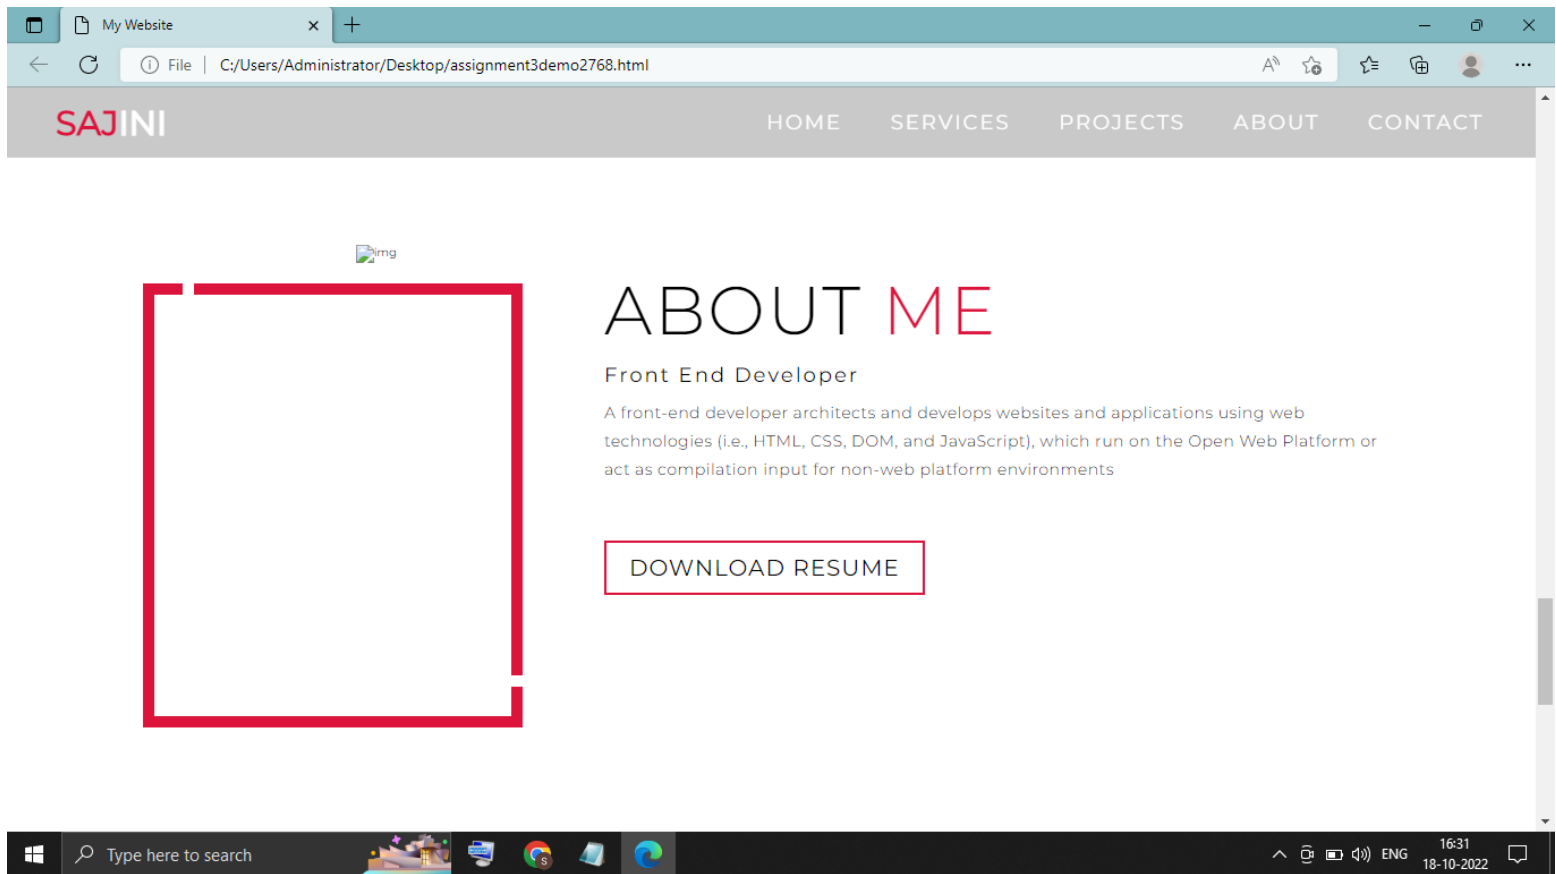 My Website
File
C:/Users/Administrator/Desktop/assignment3demo2768.html
SAJINI
HOME SERVICES PROJECTS ABOUT CONTACT
img
ABOUT ME
Front End Developer
A front-end developer architects and develops websites and applications using web
technologies (i.e., HTML, CSS, DOM, and JavaScript), which run on the Open Web Platform or
act as compilation input for non-web platform environments
DOWNLOAD RESUME
Type here to search
S
ENG
16:31
18-10-2022